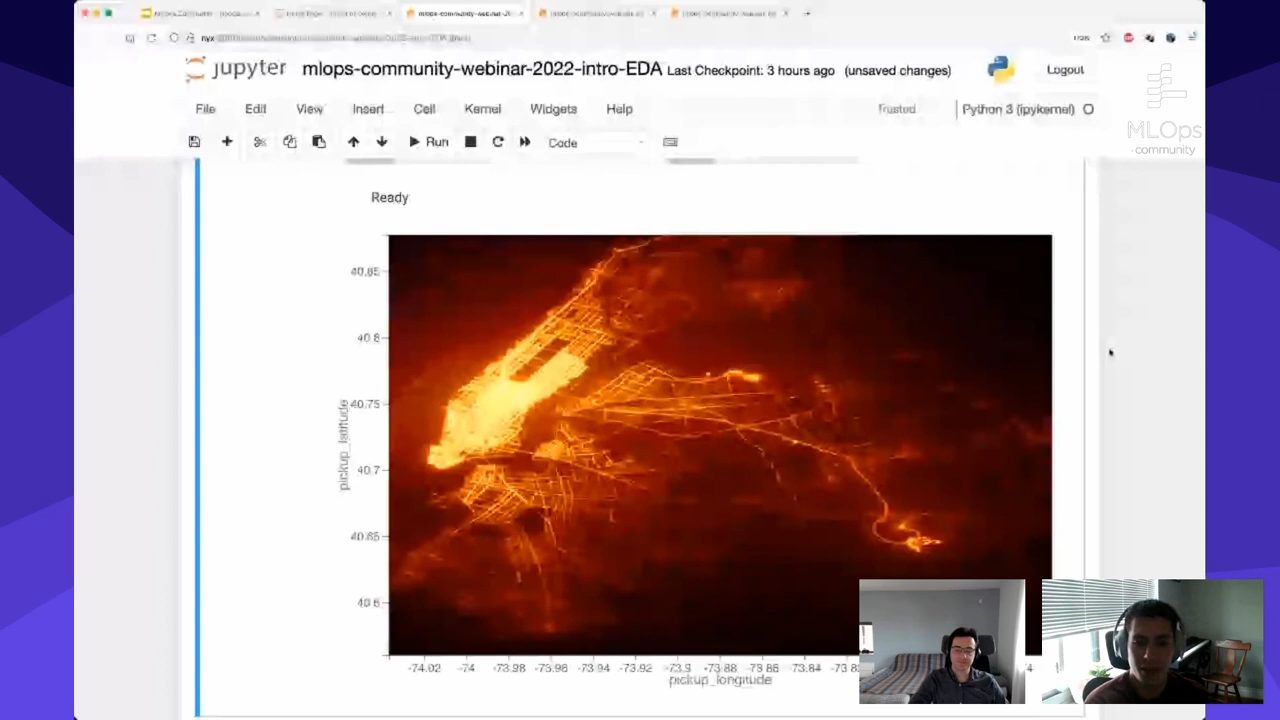 jupyter mlops-community-webinar-2022-intro-EDA Last Checkpoint: 3 hours ago (unsaved changes) Logout
File Edit View Insert Cell Kernel Widgets Help Trusted Python 3 (ipykernel)
Run Code
MLOps
.community
Ready
40.85
40.8
40.75
40.7
40.65
40.6
pickup_latitude
-74.02 -74 -73.98 -73.96 -73.94 -73.92 -73.9 -73.88 -73.86 -73.84
pickup_longitude